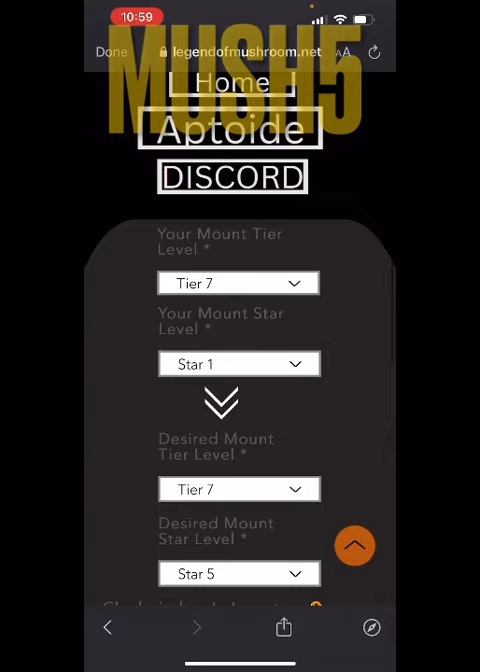 10:59
Done legendofmushroom.net AA
MUSH5
Home
Aptoide
DISCORD
Your Mount Tier
Level *
Tier 7
Your Mount Star
Level *
Star 1
Desired Mount
Tier Level *
Tier 7
Desired Mount
Star Level *
Star 5